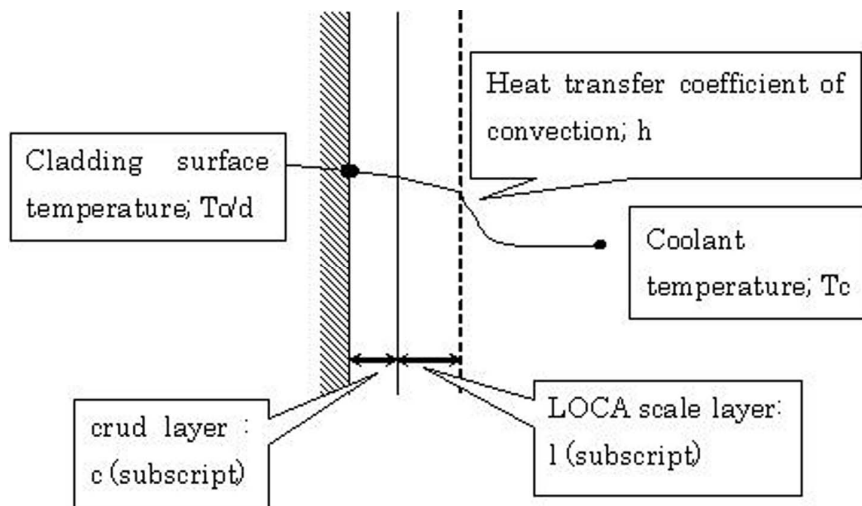 Heat transfer coefficient of
convection; h
Cladding surface
temperature; To/d
Coolant
temperature; Tc
crud layer :
c (subscript)
LOCA scale layer:
l (subscript)